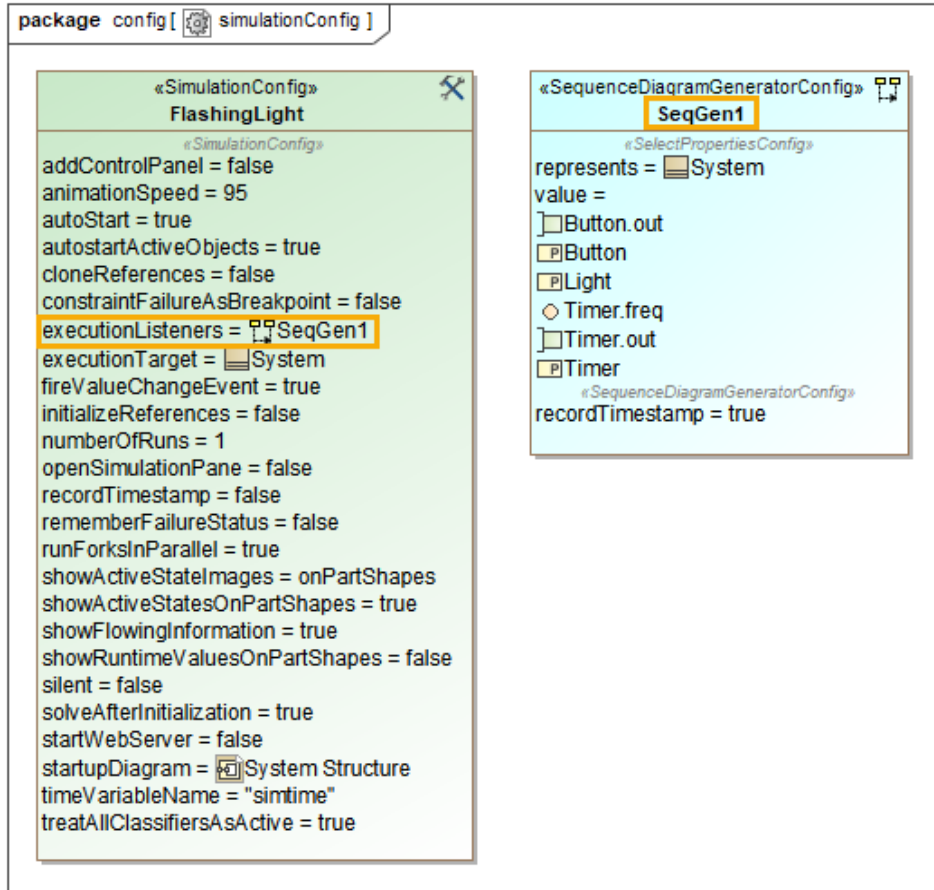 package config[ simulationConfig ]
«SimulationConfig»
FlashingLight
«SimulationConfig»
addControlPanel = false
animationSpeed = 95
autoStart = true
autostartActiveObjects = true
cloneReferences = false
constraintFailureAsBreakpoint = false
executionListeners = SeqGen1
executionTarget = System
fireValueChangeEvent = true
initializeReferences = false
numberOfRuns = 1
openSimulationPane = false
recordTimestamp = false
rememberFailureStatus = false
runForksInParallel = true
showActiveStateImages = onPartShapes
showActiveStatesOnPartShapes = true
showFlowingInformation = true
showRuntimeValuesOnPartShapes = false
silent = false
solveAfterInitialization = true
startWebServer = false
startupDiagram = System Structure
timeVariableName = "simtime"
treatAllClassifiersAsActive = true
«SequenceDiagramGeneratorConfig»
SeqGen1
«SelectPropertiesConfig»
represents = System
value =
Button.out
P Button
P Light
Timer.freq
Timer.out
P Timer
«SequenceDiagramGeneratorConfig»
recordTimestamp = true